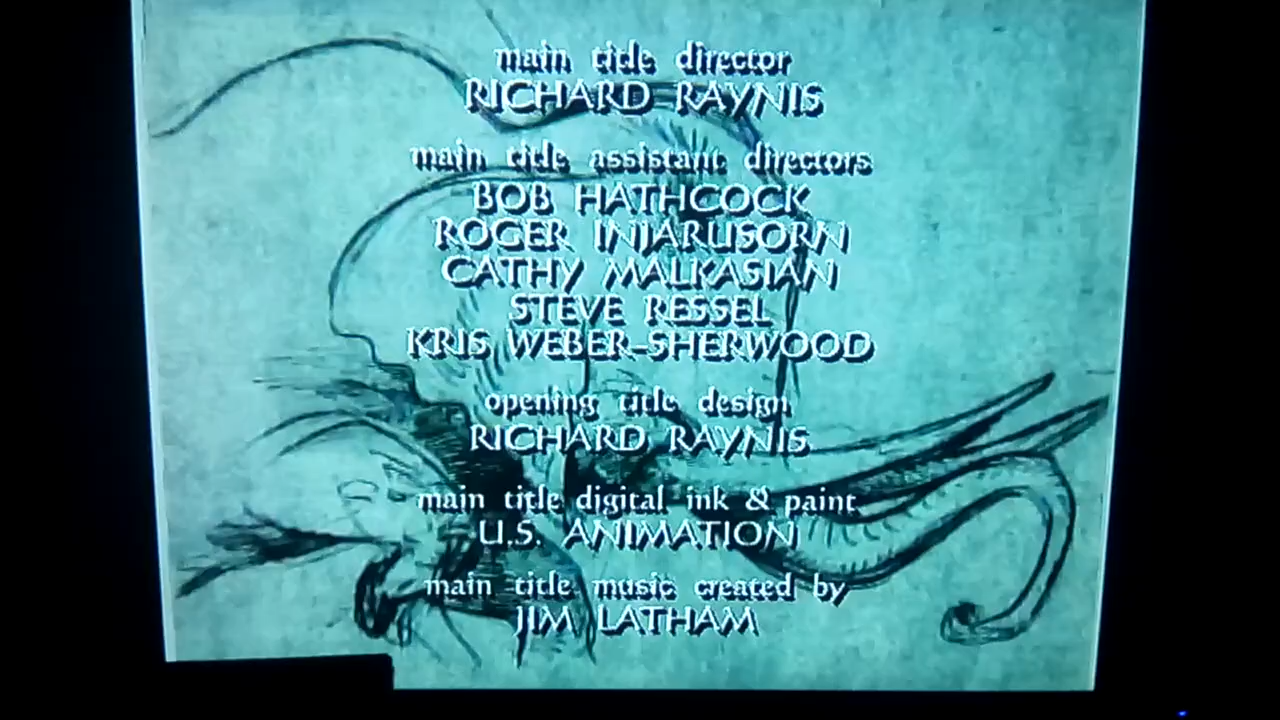 main title director
RICHARD RAYNIS
main title assistant directors
BOB HATHCOCK
ROGER INJARUSORN
CATHY MALKASIAN
STEVE RESSEL
KRIS WEBER-SHERWOOD
opening title design
RICHARD RAYNIS
main title digital ink & paint
U.S. ANIMATION
main title music created by
JIM LATHAM